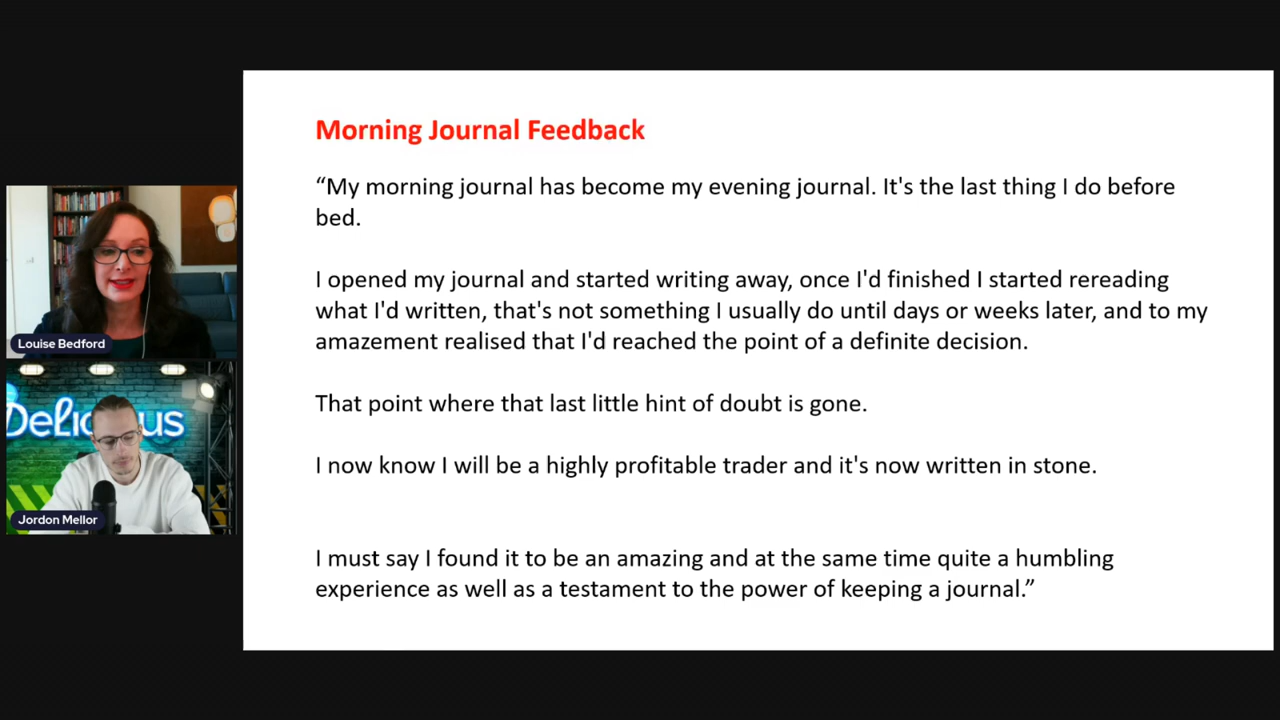 Morning Journal Feedback
“My morning journal has become my evening journal. It's the last thing I do before
bed.
I opened my journal and started writing away, once I'd finished I started rereading
what I'd written, that's not something I usually do until days or weeks later, and to my
amazement realised that I'd reached the point of a definite decision.
That point where that last little hint of doubt is gone.
I now know I will be a highly profitable trader and it's now written in stone.
I must say I found it to be an amazing and at the same time quite a humbling
experience as well as a testament to the power of keeping a journal.”
Louise Bedford
Jordon Mellor